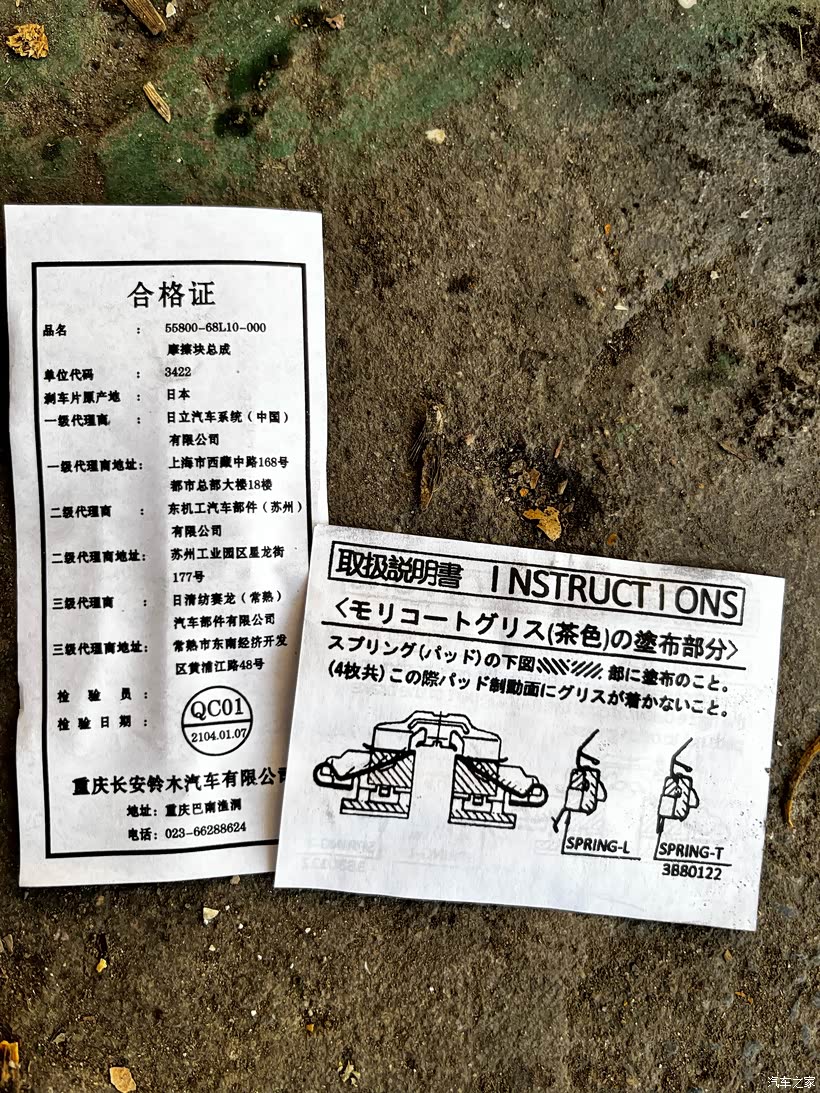 合格证
品名 : 55800-68L10-000
摩擦块总成
单位代码 : 3422
刹车片原产地 : 日本
一级代理商 : 日立汽车系统(中国)
有限公司
一级代理商地址: 上海市西藏中路168号
都市总部大楼18楼
二级代理商 : 东机工汽车部件(苏州)
有限公司
二级代理商地址: 苏州工业园区星龙街
177号
三级代理商 : 日清纺赛龙(常熟)
汽车部件有限公司
三级代理商地址: 常熟市东南经济开发
区黄浦江路48号
检验员:
检验日期:
QC01
2104.01.07
重庆长安铃木汽车有限公司
地址: 重庆巴南渔洞
电话: 023-66288624
取扱説明書 INSTRUCTIONS
<モリコートグリス(茶色)の塗布部分>
スプリング(パッド)の下図 部に塗布のこと。
(4枚共)この際パッド制動面にグリスが着かないこと。
SPRING-L
SPRING-T
3B80122
汽车之家